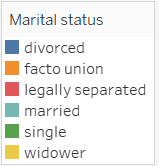 Marital status
divorced
facto union
legally separated
married
single
widower